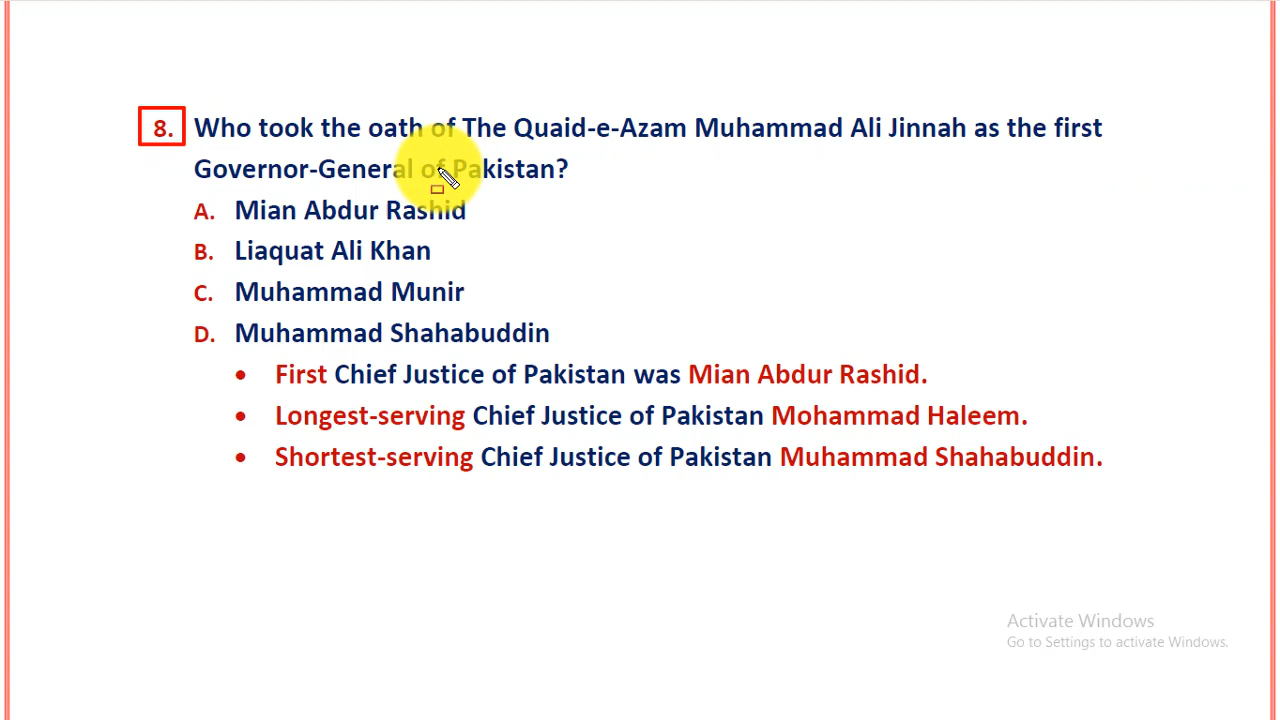 8. Who took the oath of The Quaid-e-Azam Muhammad Ali Jinnah as the first
Governor-General of Pakistan?
A. Mian Abdur Rashid
B. Liaquat Ali Khan
C. Muhammad Munir
D. Muhammad Shahabuddin
• First Chief Justice of Pakistan was Mian Abdur Rashid.
• Longest-serving Chief Justice of Pakistan Mohammad Haleem.
• Shortest-serving Chief Justice of Pakistan Muhammad Shahabuddin.
Activate Windows
Go to Settings to activate Windows.